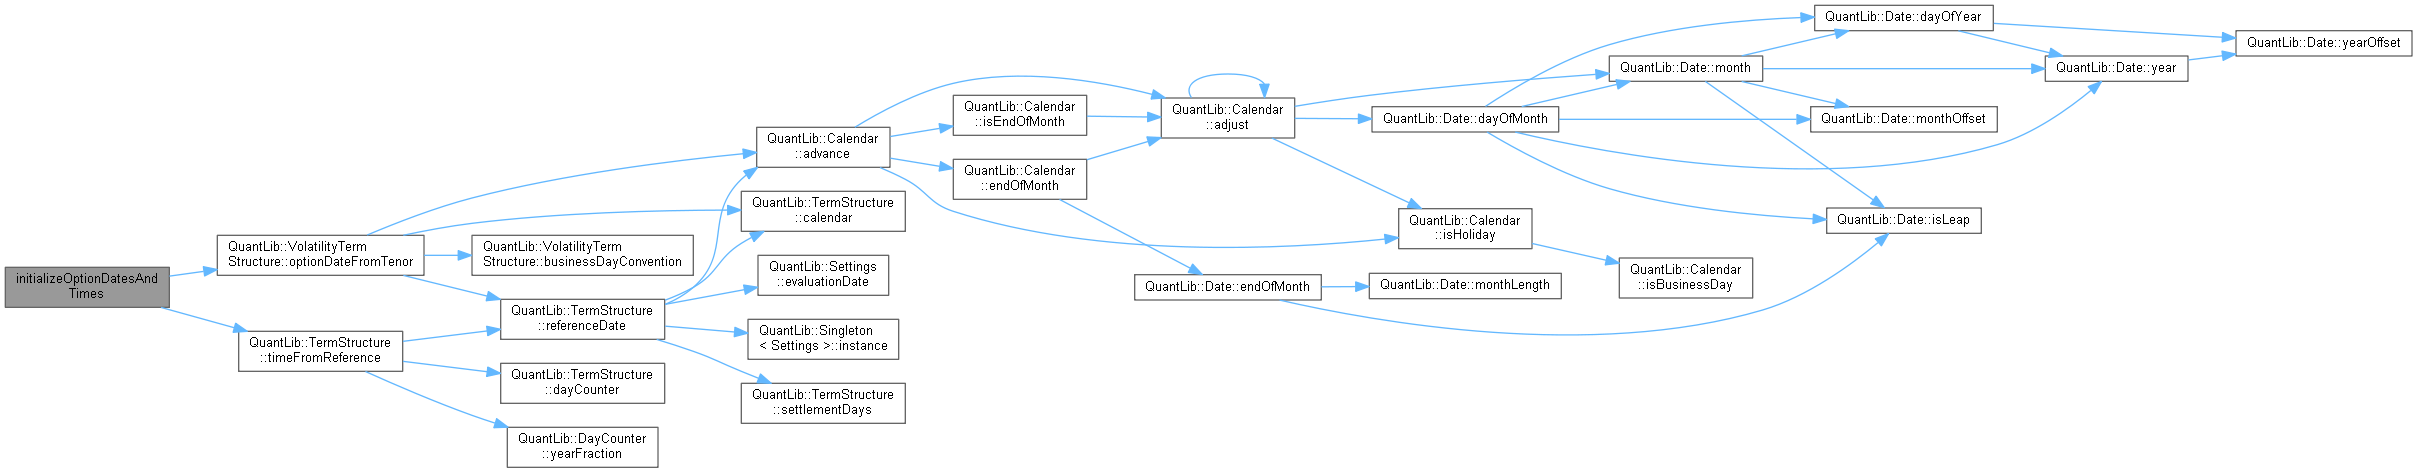 initializeOptionDatesAnd
Times
QuantLib::VolatilityTerm
Structure::optionDateFromTenor
QuantLib::TermStructure
::timeFromReference
QuantLib::VolatilityTerm
Structure::businessDayConvention
QuantLib::TermStructure
::referenceDate
QuantLib::TermStructure
::dayCounter
QuantLib::DayCounter
::yearFraction
QuantLib::Calendar
::advance
QuantLib::TermStructure
::calendar
QuantLib::Settings
::evaluationDate
QuantLib::Singleton
< Settings >::instance
QuantLib::TermStructure
::settlementDays
QuantLib::Calendar
::isEndOfMonth
QuantLib::Calendar
::endOfMonth
QuantLib::Calendar
::adjust
QuantLib::Date::endOfMonth
QuantLib::Date::dayOfMonth
QuantLib::Calendar
::isHoliday
QuantLib::Date::monthLength
QuantLib::Date::month
QuantLib::Calendar
::isBusinessDay
QuantLib::Date::dayOfYear
QuantLib::Date::monthOffset
QuantLib::Date::isLeap
QuantLib::Date::year
QuantLib::Date::yearOffset